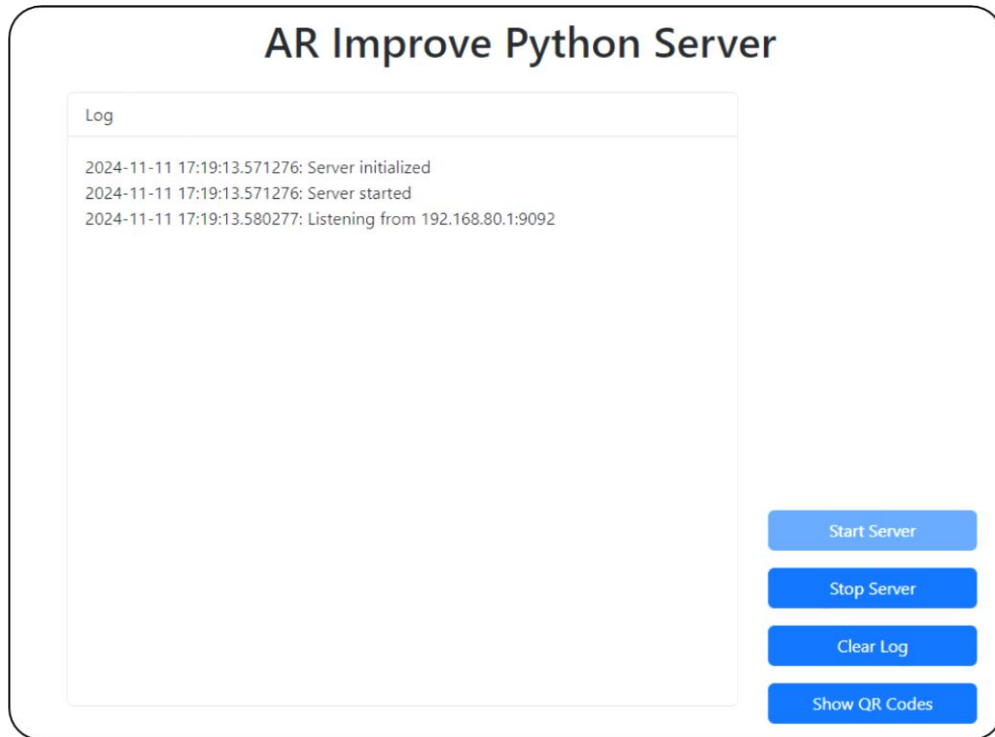 AR Improve Python Server
Log
2024-11-11 17:19:13.571276: Server initialized
2024-11-11 17:19:13.571276: Server started
2024-11-11 17:19:13.580277: Listening from 192.168.80.1:9092
Start Server
Stop Server
Clear Log
Show QR Codes